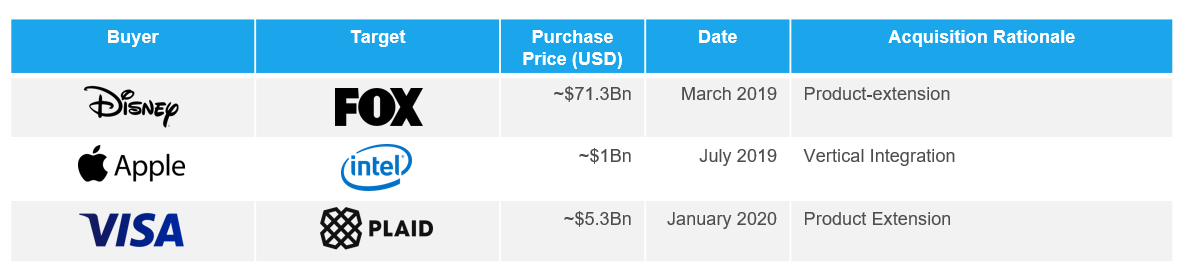 Buyer Target Purchase Price (USD) Date Acquisition Rationale
Disney FOX ~$71.3Bn March 2019 Product-extension
Apple intel ~$1Bn July 2019 Vertical Integration
VISA PLAID ~$5.3Bn January 2020 Product Extension